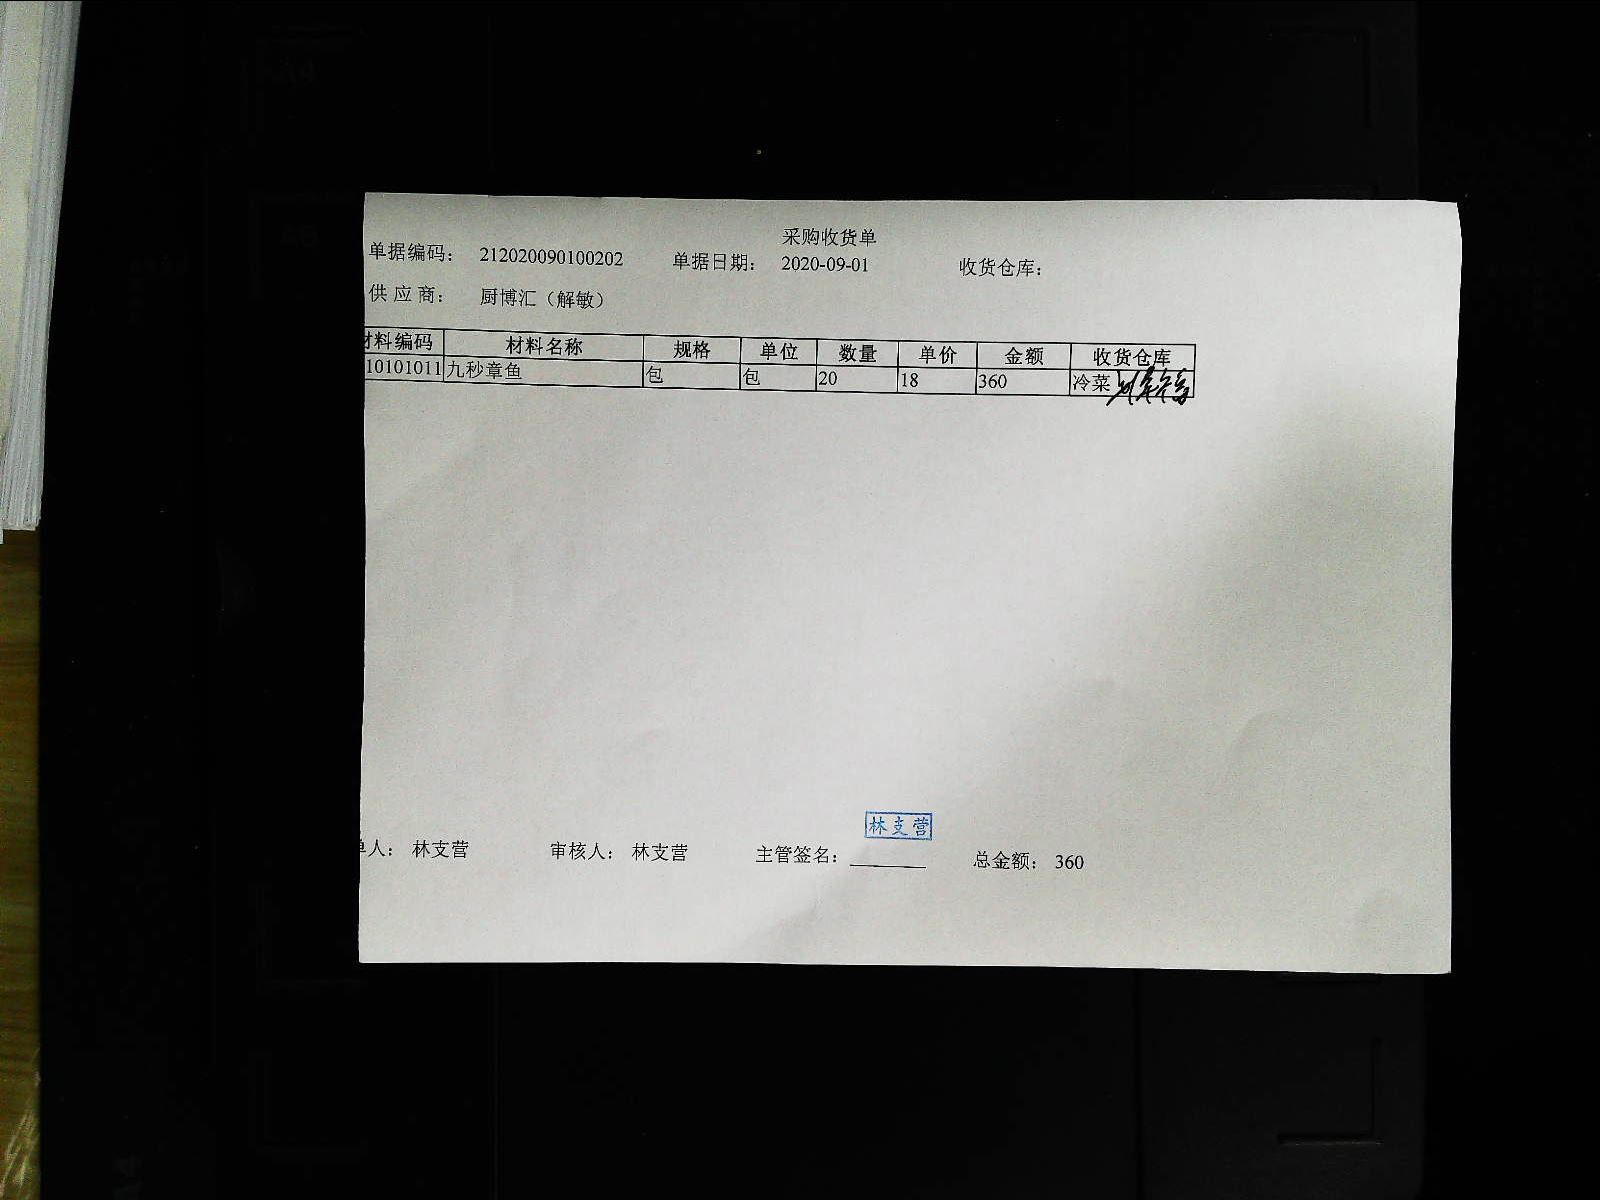 采购收货单
单据编码： 212020090100202 单据日期： 2020-09-01 收货仓库：
供应商： 厨博汇（解敏）
材料编码 材料名称 规格 单位 数量 单价 金额 收货仓库
10101011 九秒章鱼 包 包 20 18 360 冷菜
林支营
单人： 林支营 审核人： 林支营 主管签名： 总金额： 360